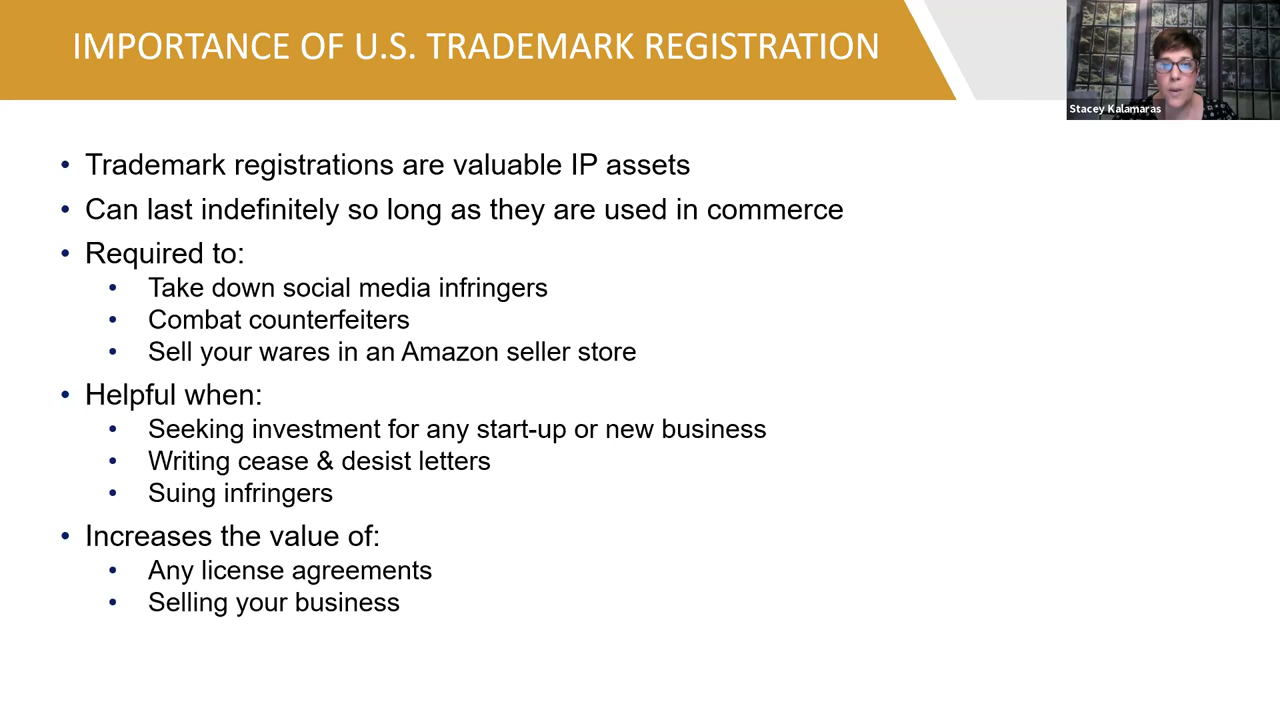 IMPORTANCE OF U.S. TRADEMARK REGISTRATION
Stacey Kalamaras
• Trademark registrations are valuable IP assets
• Can last indefinitely so long as they are used in commerce
• Required to:
• Take down social media infringers
• Combat counterfeiters
• Sell your wares in an Amazon seller store
• Helpful when:
• Seeking investment for any start-up or new business
• Writing cease & desist letters
• Suing infringers
• Increases the value of:
• Any license agreements
• Selling your business